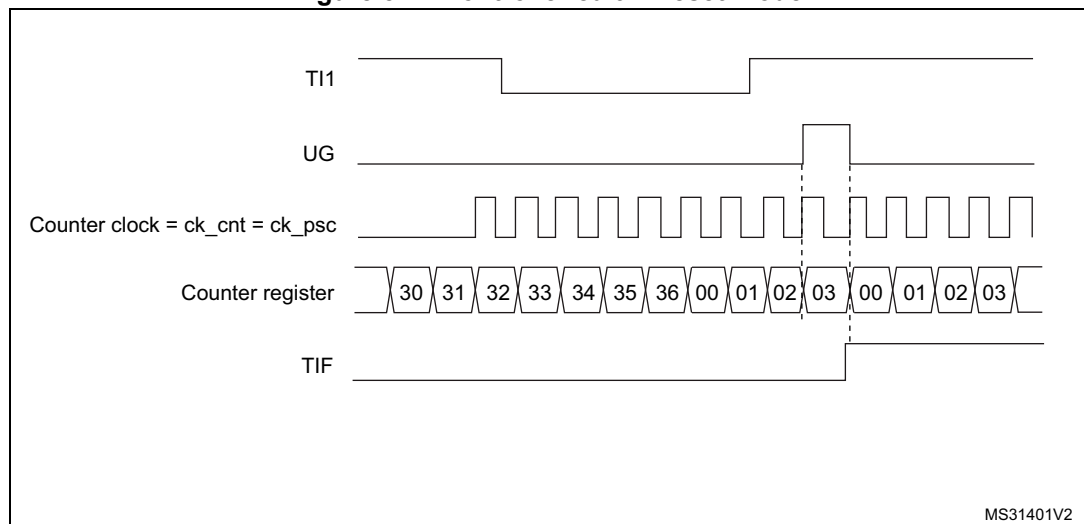 TI1
UG
Counter clock = ck_cnt = ck_psc
Counter register 30 31 32 33 34 35 36 00 01 02 03 00 01 02 03
TIF
MS31401V2